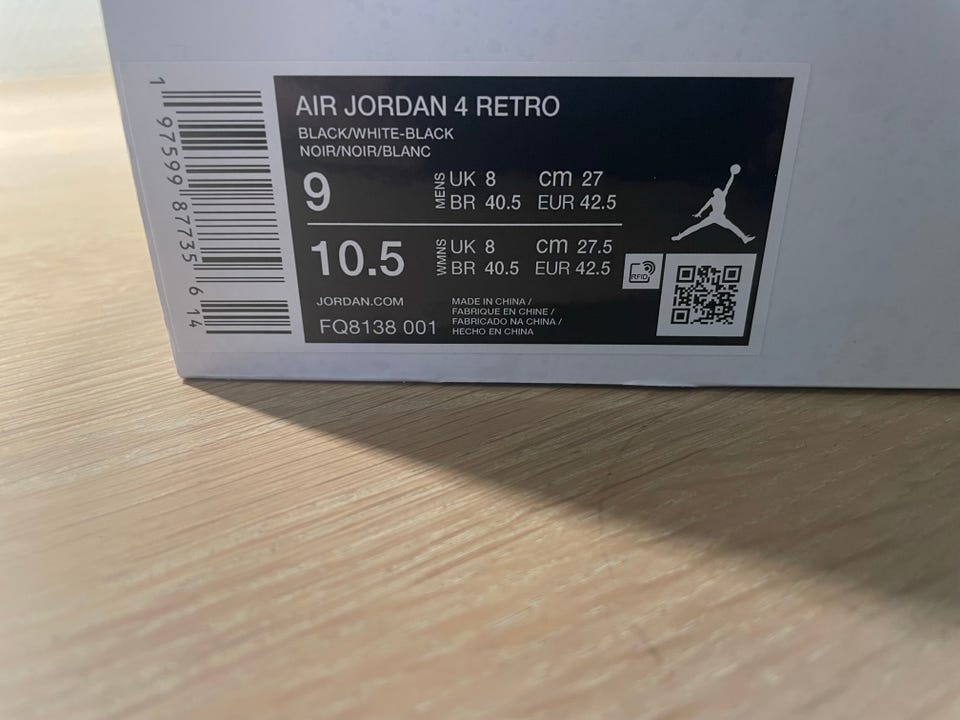 AIR JORDAN 4 RETRO
BLACK/WHITE-BLACK
NOIR/NOIR/BLANC
9 MENS UK 8 cm 27
BR 40.5 EUR 42.5
10.5 WMNS UK 8 cm 27.5
BR 40.5 EUR 42.5
RFID
JORDAN.COM
FQ8138 001
MADE IN CHINA /
FABRIQUE EN CHINE /
FABRICADO NA CHINA /
HECHO EN CHINA
1 97599 87735 6 14